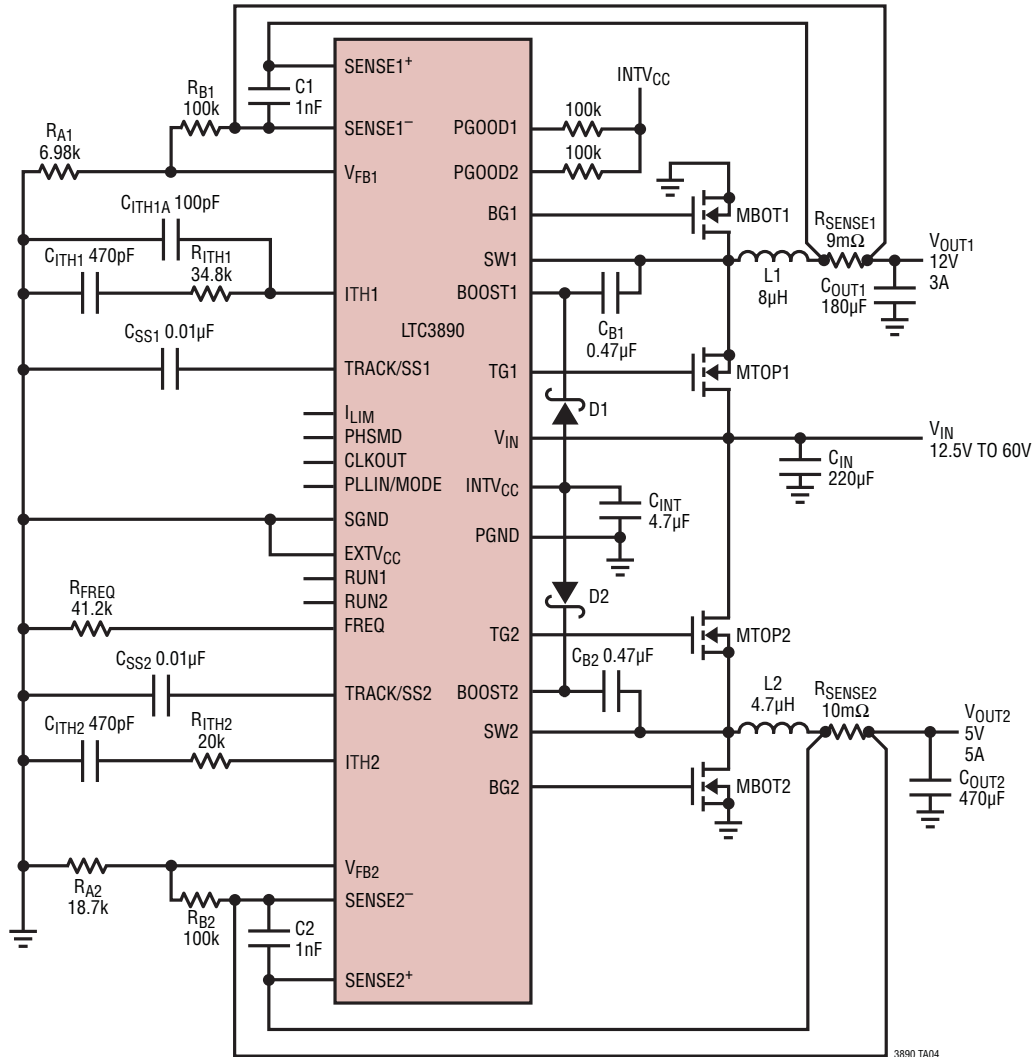 SENSE1+
SENSE1–
VFB1
ITH1
LTC3890
TRACK/SS1
ILIM
PHSMD
CLKOUT
PLLIN/MODE
SGND
EXTVCC
RUN1
RUN2
FREQ
TRACK/SS2
ITH2
VFB2
SENSE2–
SENSE2+
PGOOD1
PGOOD2
BG1
SW1
BOOST1
TG1
VIN
INTVCC
PGND
TG2
BOOST2
SW2
BG2
C1
1nF
RB1
100k
RA1
6.98k
CITH1A 100pF
CITH1 470pF
RITH1
34.8k
CSS1 0.01µF
RFREQ
41.2k
CSS2 0.01µF
CITH2 470pF
RITH2
20k
RA2
18.7k
RB2
100k
C2
1nF
INTVCC
100k
100k
MBOT1
RSENSE1
9mΩ
L1
8µH
VOUT1
12V
3A
COUT1
180µF
CB1
0.47µF
MTOP1
D1
VIN
12.5V TO 60V
CIN
220µF
CINT
4.7µF
D2
MTOP2
CB2 0.47µF
L2
4.7µH
RSENSE2
10mΩ
VOUT2
5V
5A
COUT2
470µF
MBOT2
3890 TA04